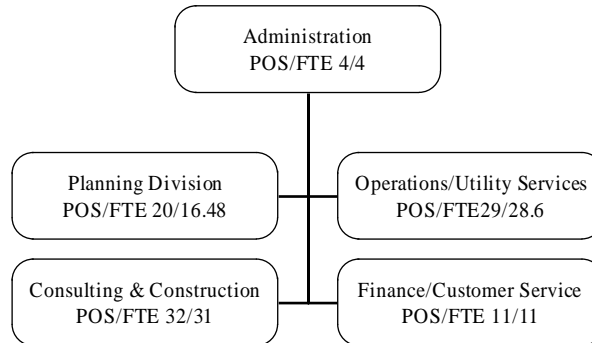 Administration
POS/FTE 4/4
Planning Division
POS/FTE 20/16.48
Operations/Utility Services
POS/FTE29/28.6
Consulting & Construction
POS/FTE 32/31
Finance/Customer Service
POS/FTE 11/11